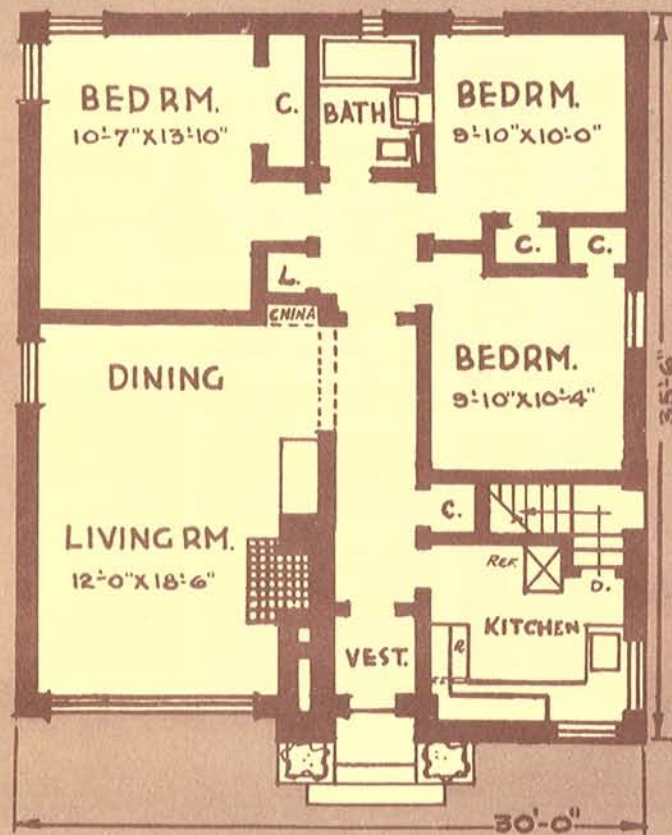 BED RM.
10'-7"X13'-10"
C.
BATH
BEDRM.
9'-10"X10'-0"
C.
C.
L.
CHINA
DINING
BEDRM.
9'-10"X10'-4"
35'-6"
LIVING RM.
12'-0"X18'-6"
C.
REF.
D.
KITCHEN
R
VEST.
30'-0"